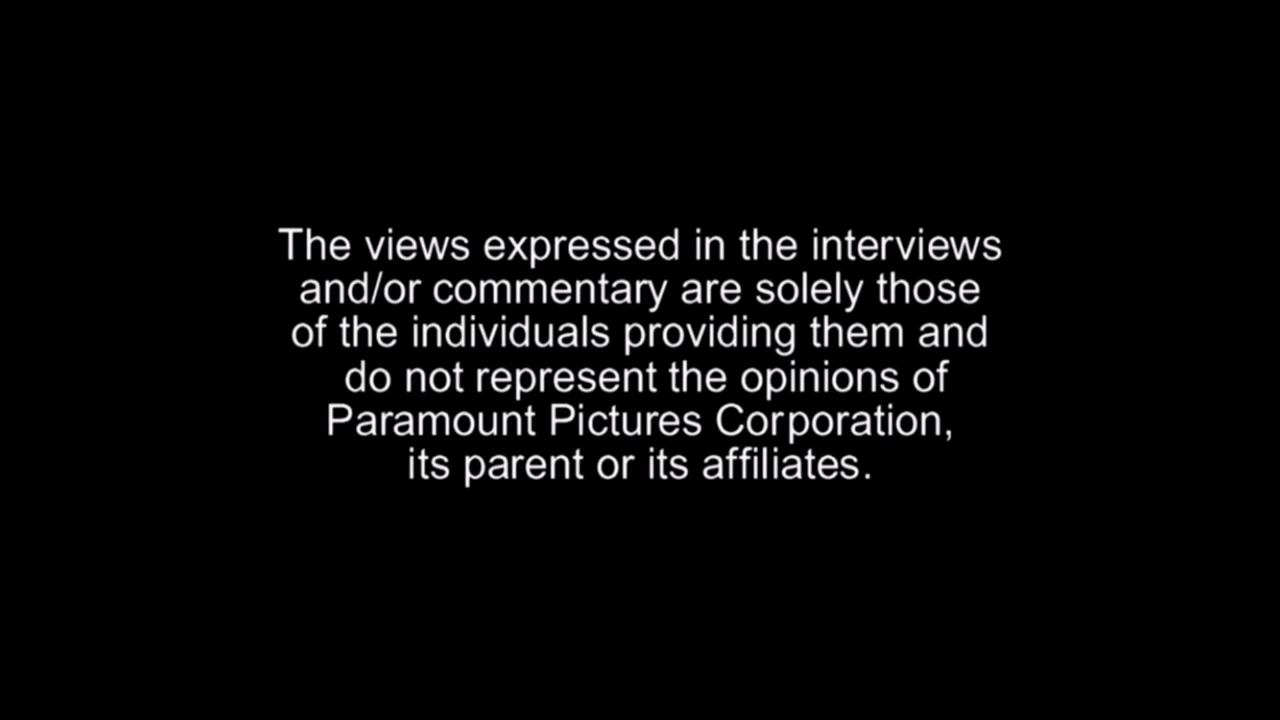 The views expressed in the interviews
and/or commentary are solely those
of the individuals providing them and
do not represent the opinions of
Paramount Pictures Corporation,
its parent or its affiliates.